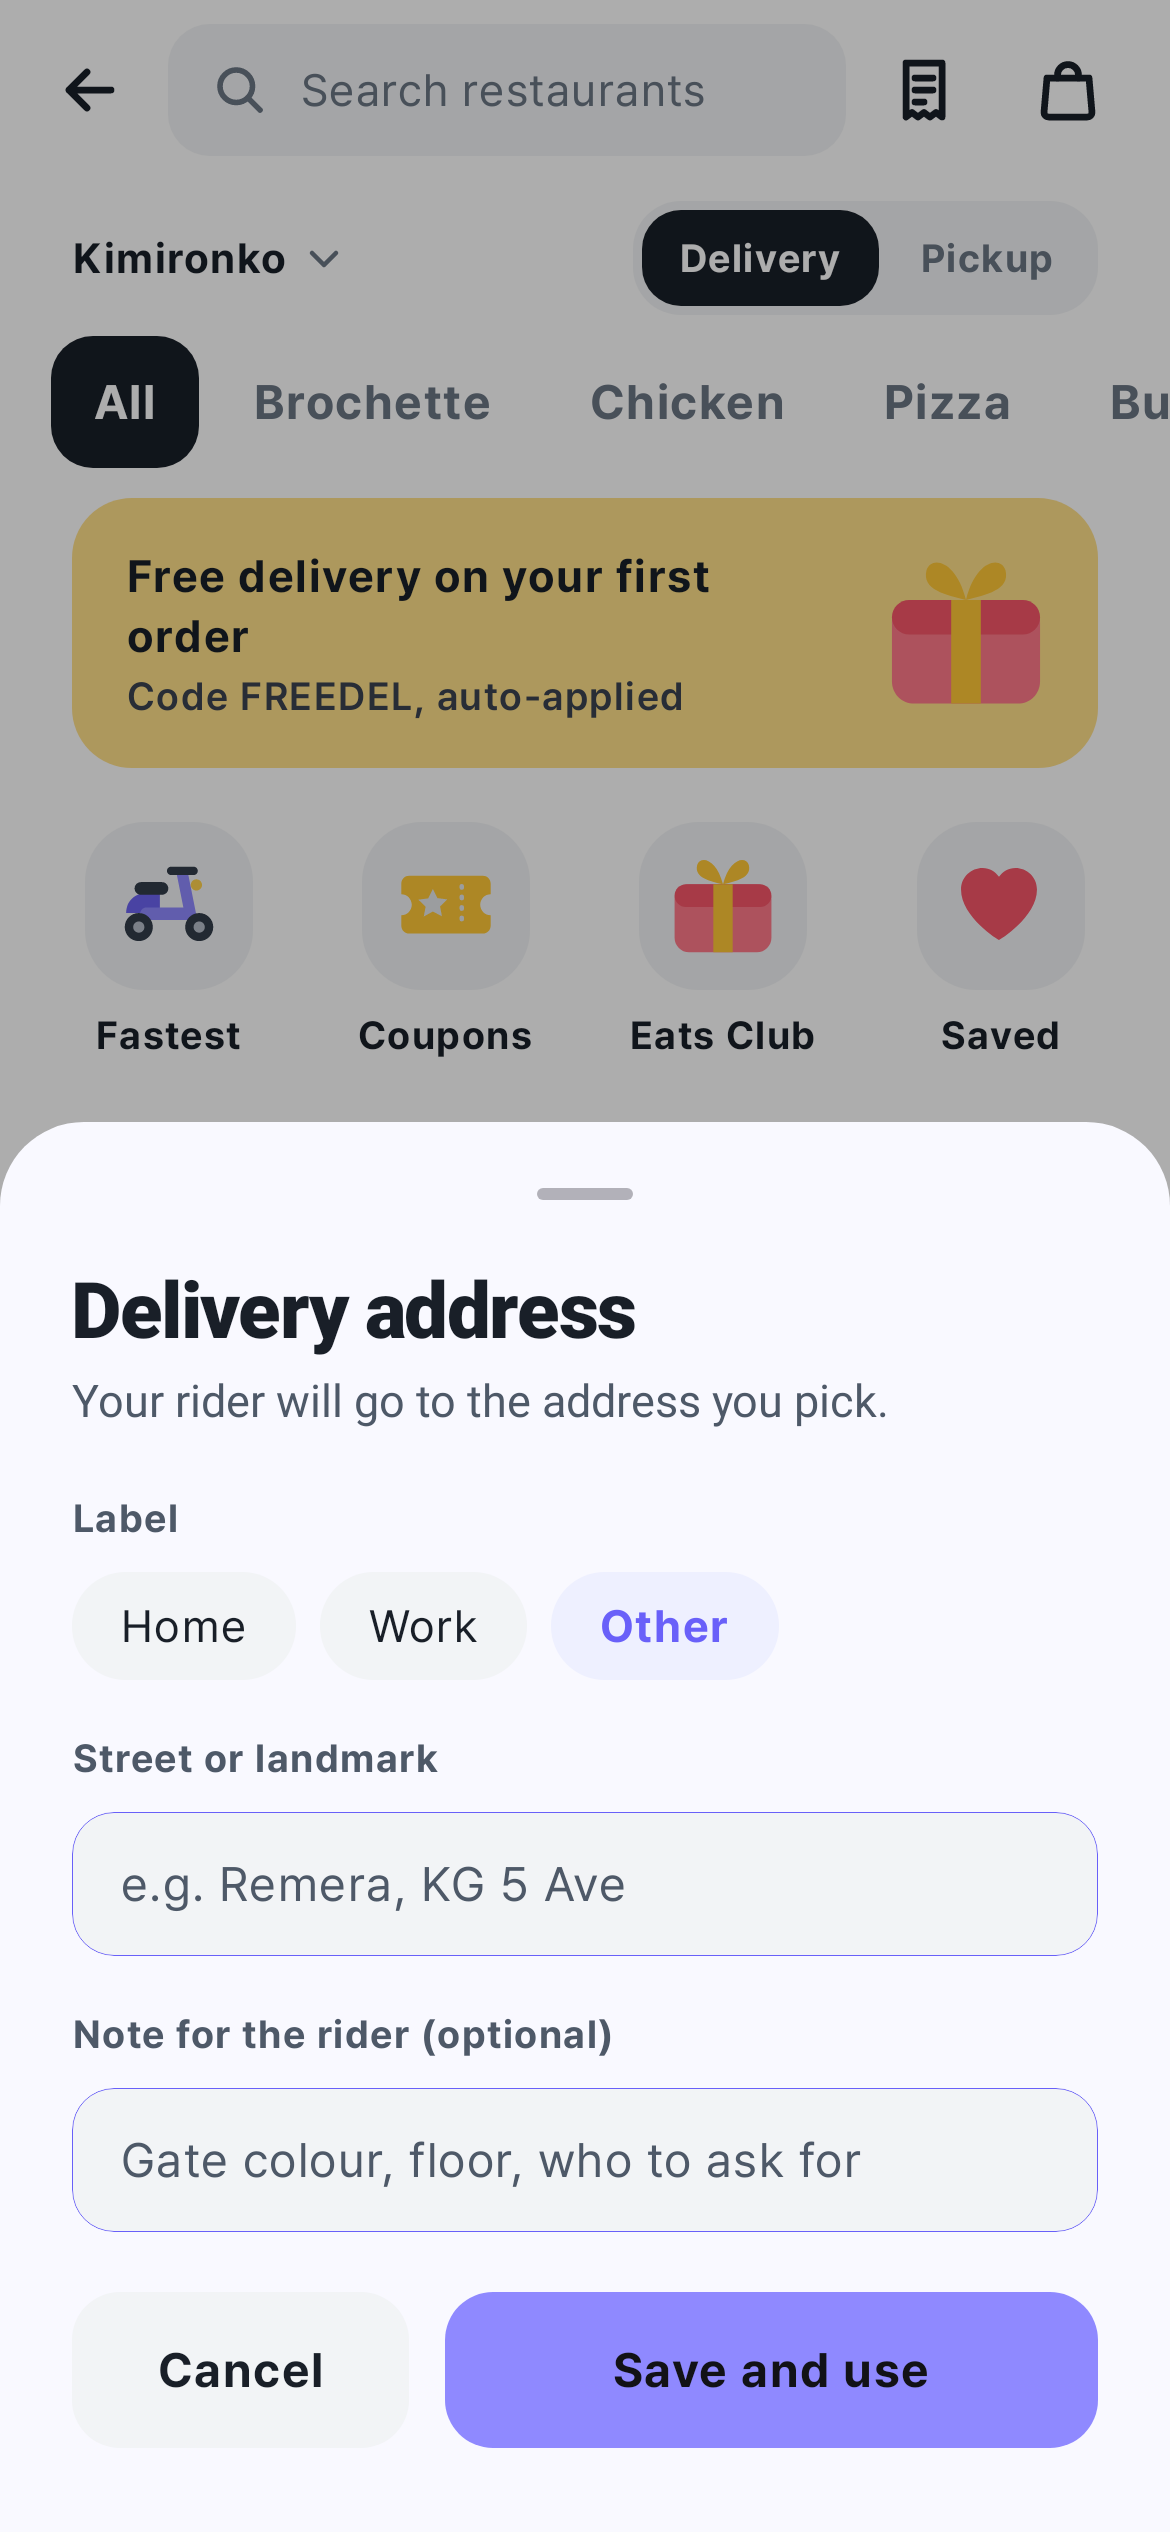 Search restaurants
Kimironko
Delivery
Pickup
All
Brochette
Chicken
Pizza
Bu
Free delivery on your first
order
Code FREEDEL, auto-applied
Fastest
Coupons
Eats Club
Saved
Delivery address
Your rider will go to the address you pick.
Label
Home
Work
Other
Street or landmark
e.g. Remera, KG 5 Ave
Note for the rider (optional)
Gate colour, floor, who to ask for
Cancel
Save and use